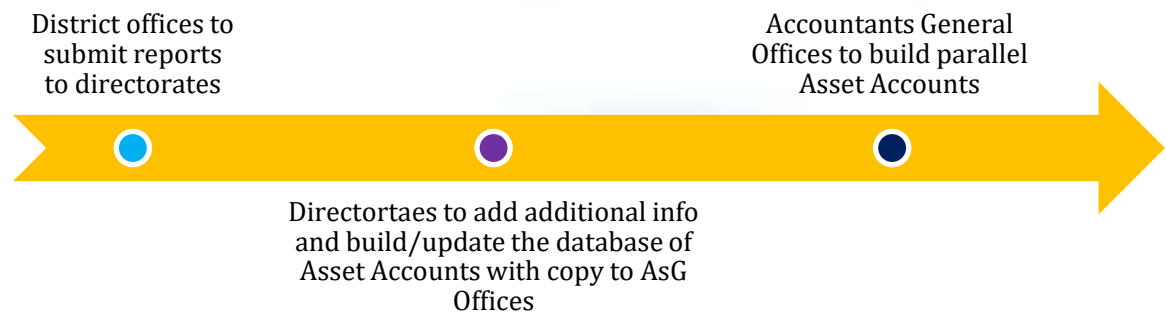 District offices to
submit reports
to directorates
Directortaes to add additional info
and build/update the database of
Asset Accounts with copy to AsG
Offices
Accountants General
Offices to build parallel
Asset Accounts